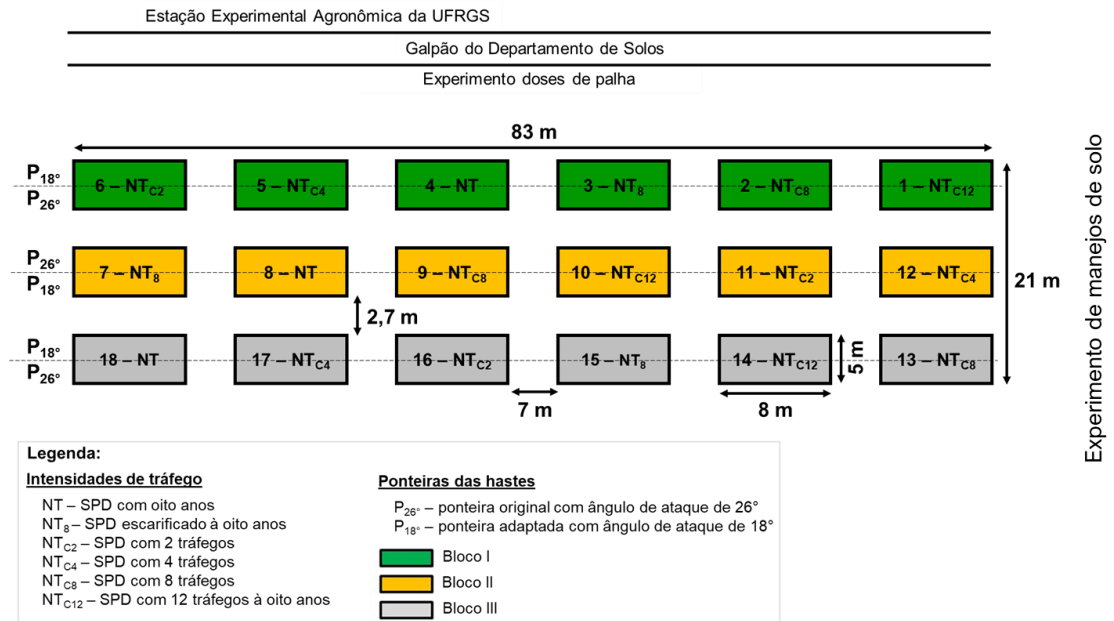 Estação Experimental Agronômica da UFRGS
Galpão do Departamento de Solos
Experimento doses de palha
83 m
P18°
P26°
6 – NTC2
5 – NTC4
4 – NT
3 – NT8
2 – NTC8
1 – NTC12
P26°
P18°
7 – NT8
8 – NT
9 – NTC8
10 – NTC12
11 – NTC2
12 – NTC4
21 m
2,7 m
P18°
P26°
18 – NT
17 – NTC4
16 – NTC2
15 – NT8
14 – NTC12
13 – NTC8
5 m
7 m
8 m
Experimento de manejos de solo
Legenda:
Intensidades de tráfego
NT – SPD com oito anos
NT8 – SPD escarificado à oito anos
NTC2 – SPD com 2 tráfegos
NTC4 – SPD com 4 tráfegos
NTC8 – SPD com 8 tráfegos
NTC12 – SPD com 12 tráfegos à oito anos
Ponteiras das hastes
P26° – ponteira original com ângulo de ataque de 26°
P18° – ponteira adaptada com ângulo de ataque de 18°
Bloco I
Bloco II
Bloco III